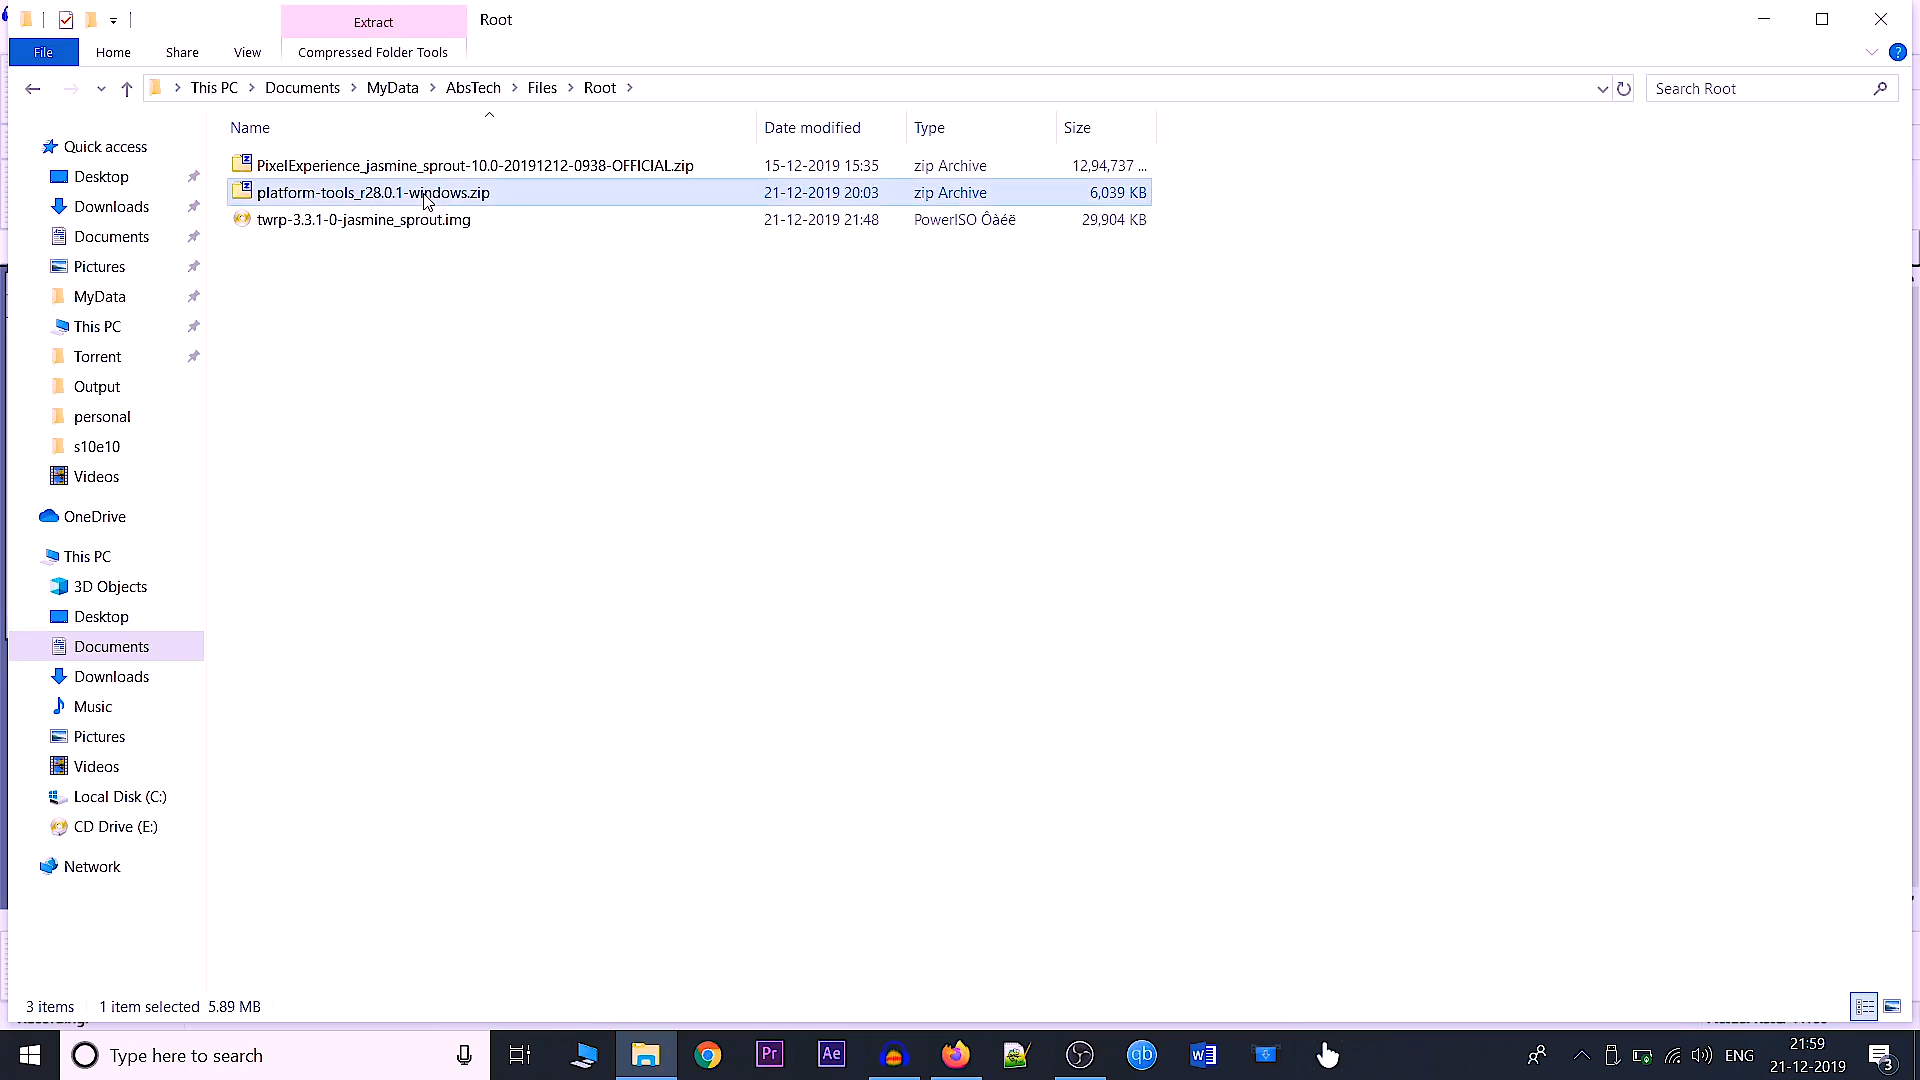 Extract
Root
File
Home
Share
View
Compressed Folder Tools
This PC
Documents
MyData
AbsTech
Files
Root
Search Root
Name
Date modified
Type
Size
PixelExperience_jasmine_sprout-10.0-20191212-0938-OFFICIAL.zip
15-12-2019 15:35
zip Archive
12,94,737 ...
platform-tools_r28.0.1-windows.zip
21-12-2019 20:03
zip Archive
6,039 KB
twrp-3.3.1-0-jasmine_sprout.img
21-12-2019 21:48
PowerISO Ôàéë
29,904 KB
Quick access
Desktop
Downloads
Documents
Pictures
MyData
This PC
Torrent
Output
personal
s10e10
Videos
OneDrive
This PC
3D Objects
Desktop
Documents
Downloads
Music
Pictures
Videos
Local Disk (C:)
CD Drive (E:)
Network
3 items
1 item selected 5.89 MB
Type here to search
Pr
Ae
qb
ENG
21:59
21-12-2019
3